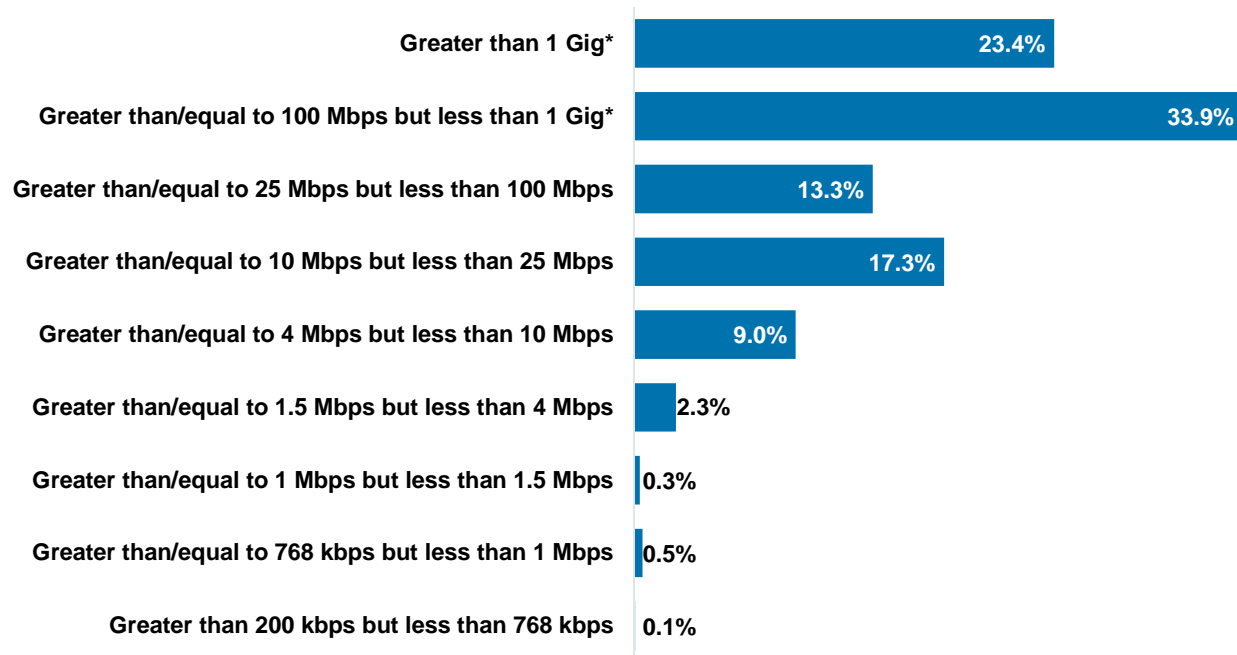 Greater than 1 Gig* 23.4%
Greater than/equal to 100 Mbps but less than 1 Gig* 33.9%
Greater than/equal to 25 Mbps but less than 100 Mbps 13.3%
Greater than/equal to 10 Mbps but less than 25 Mbps 17.3%
Greater than/equal to 4 Mbps but less than 10 Mbps 9.0%
Greater than/equal to 1.5 Mbps but less than 4 Mbps 2.3%
Greater than/equal to 1 Mbps but less than 1.5 Mbps 0.3%
Greater than/equal to 768 kbps but less than 1 Mbps 0.5%
Greater than 200 kbps but less than 768 kbps 0.1%